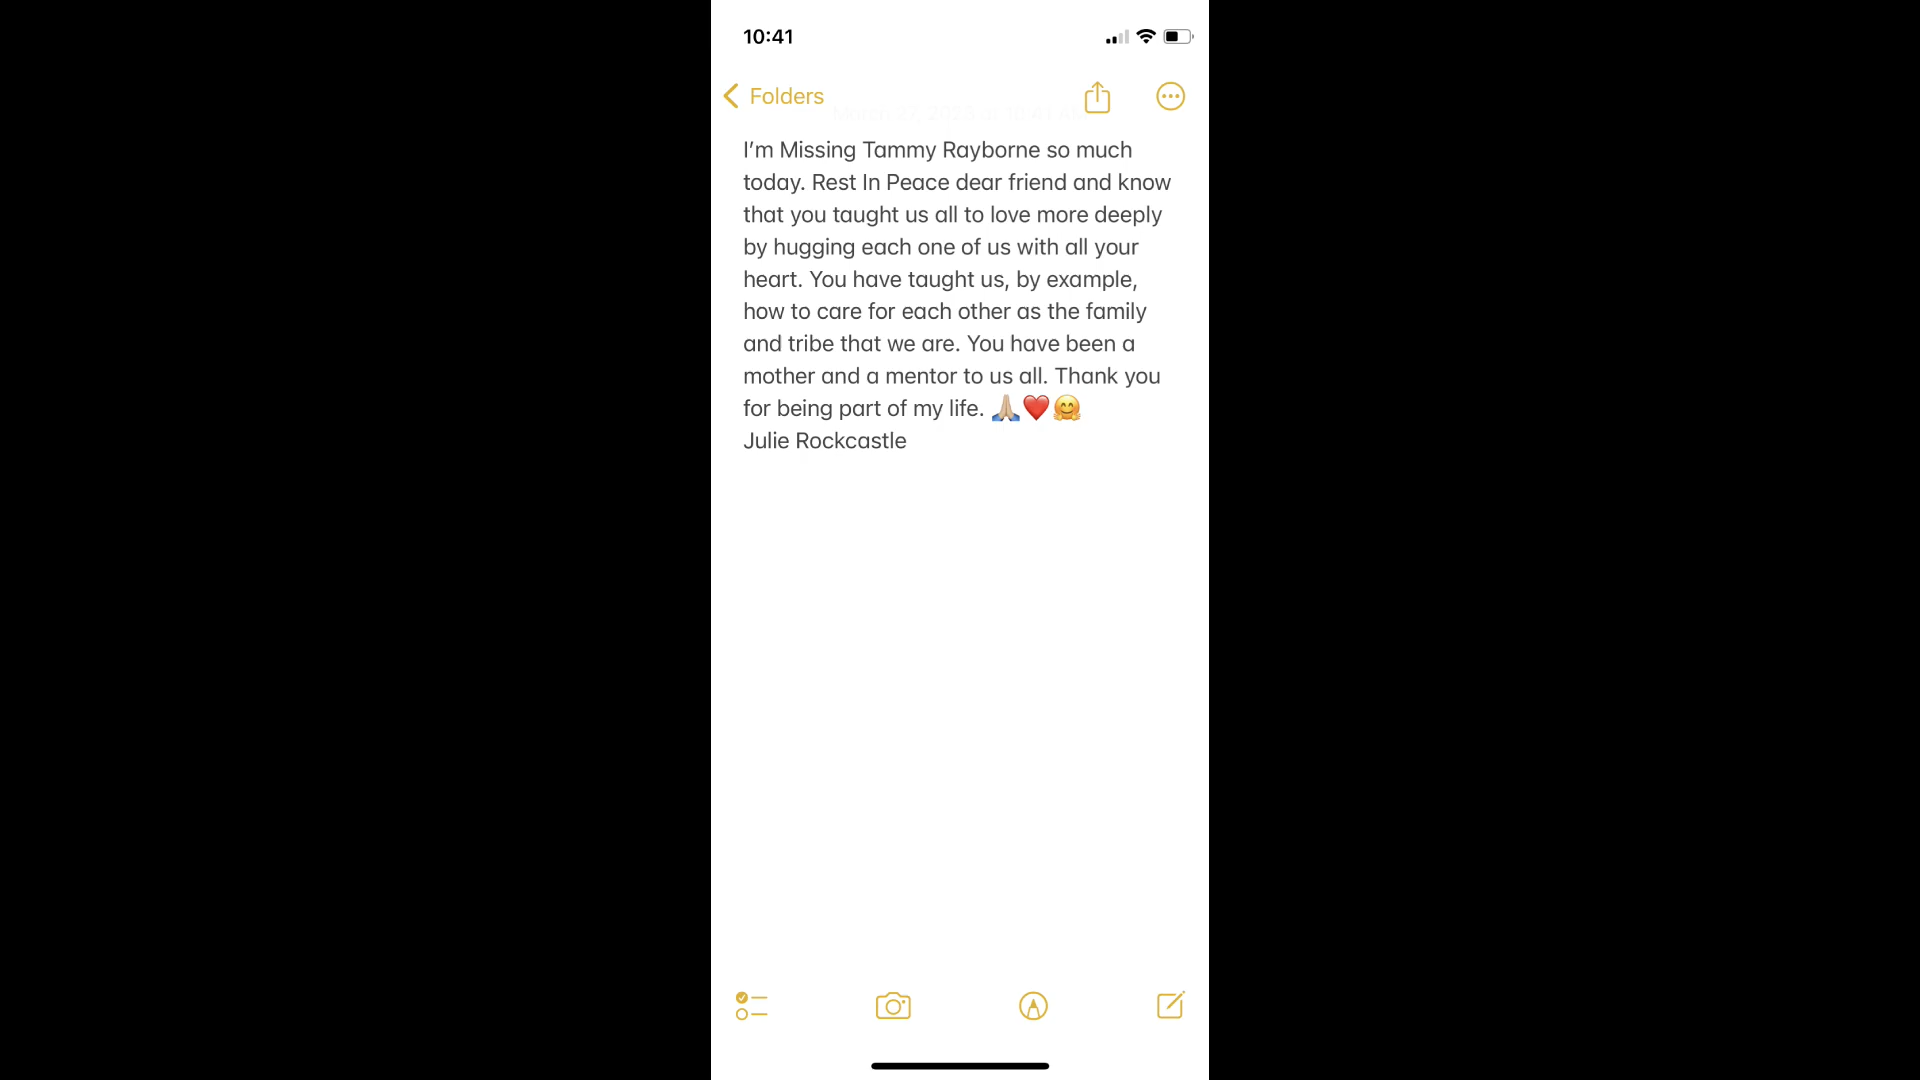 10:41
Folders
I'm Missing Tammy Rayborne so much
today. Rest In Peace dear friend and know
that you taught us all to love more deeply
by hugging each one of us with all your
heart. You have taught us, by example,
how to care for each other as the family
and tribe that we are. You have been a
mother and a mentor to us all. Thank you
for being part of my life. 🙏🏼❤️🤗
Julie Rockcastle